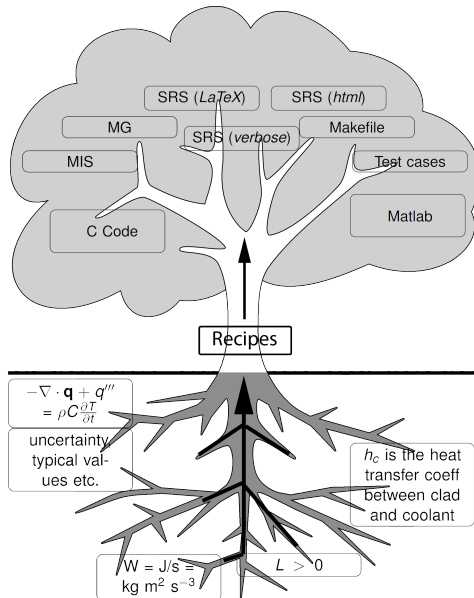 SRS (LaTeX)
SRS (html)
MG
SRS (verbose)
Makefile
MIS
Test cases
C Code
Matlab
Recipes
−∇ · q + q′′′
= ρC ∂T/∂t
uncertainty,
typical val-
ues etc.
h_c is the heat
transfer coeff
between clad
and coolant
W = J/s =
kg m² s⁻³
L > 0